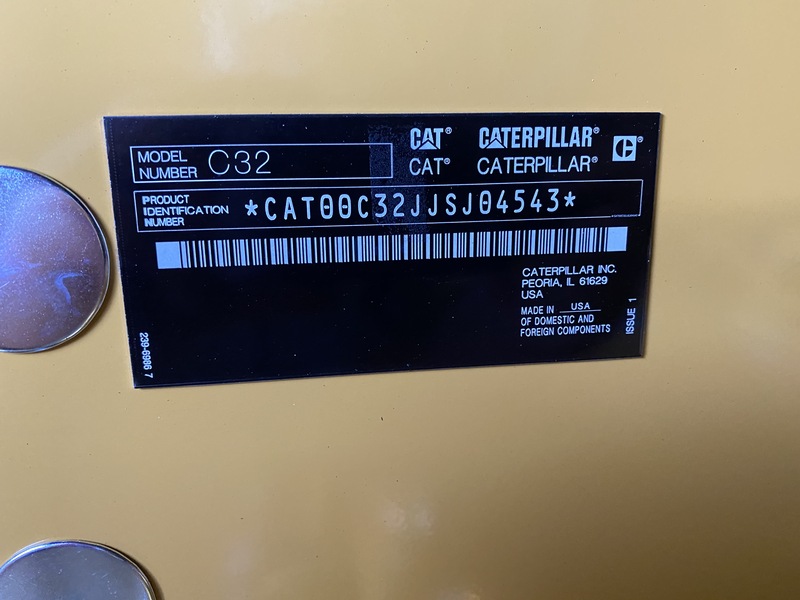 CAT® CATERPILLAR®
CAT® CATERPILLAR®
MODEL NUMBER C32
PRODUCT IDENTIFICATION NUMBER *CAT00C32JJSJ04543*
CATERPILLAR INC.
PEORIA, IL 61629
USA
MADE IN USA
OF DOMESTIC AND
FOREIGN COMPONENTS
ISSUE 1
239-6986 7